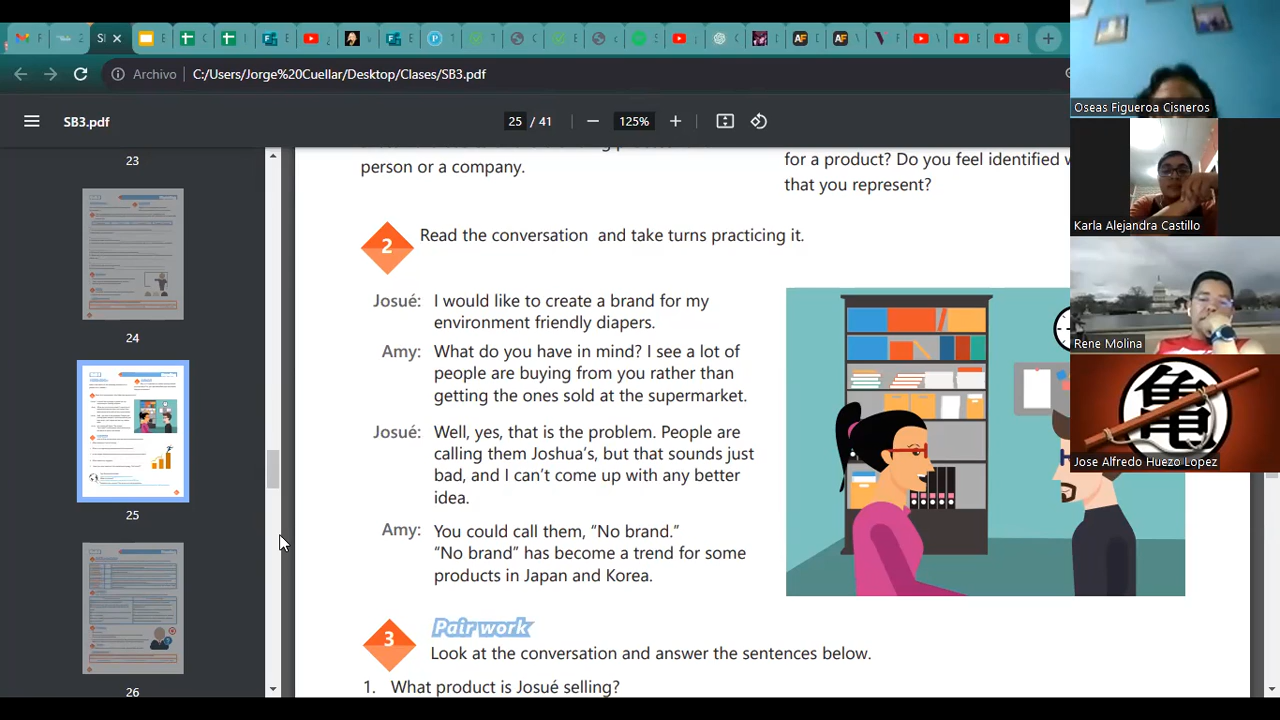 SB3.pdf
Archivo
C:/Users/Jorge%20Cuellar/Desktop/Clases/SB3.pdf
SB3.pdf
25 / 41
125%
23
24
25
26
person or a company.
for a product? Do you feel identified
that you represent?
2
Read the conversation and take turns practicing it.
Josué: I would like to create a brand for my
environment friendly diapers.
Amy: What do you have in mind? I see a lot of
people are buying from you rather than
getting the ones sold at the supermarket.
Josué: Well, yes, that is the problem. People are
calling them Joshua’s, but that sounds just
bad, and I can’t come up with any better
idea.
Amy: You could call them, “No brand.”
“No brand” has become a trend for some
products in Japan and Korea.
3
Pair work
Look at the conversation and answer the sentences below.
1. What product is Josué selling?
Oseas Figueroa Cisneros
Karla Alejandra Castillo
Rene Molina
亀
Jose Alfredo Huezo Lopez